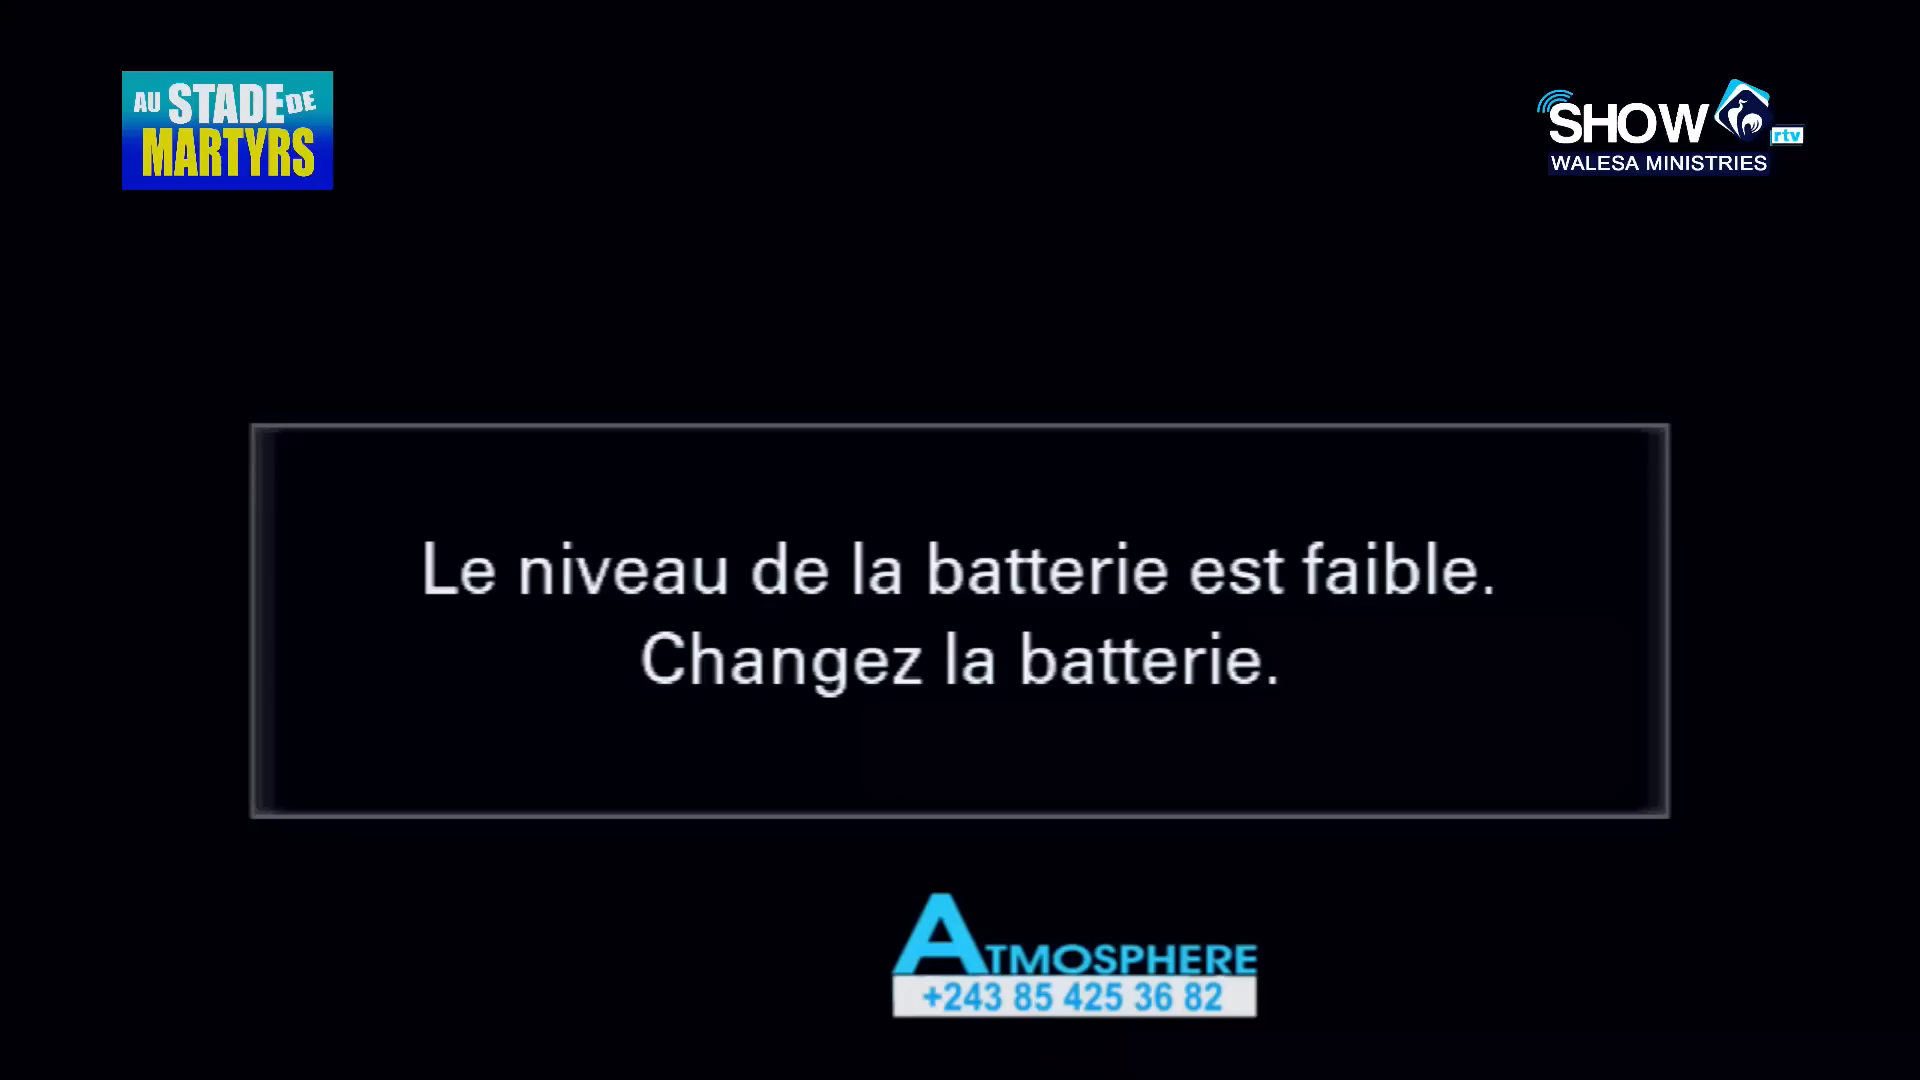 AU STADE DE
MARTYRS
SHOW rtv
WALESA MINISTRIES
Le niveau de la batterie est faible.
Changez la batterie.
ATMOSPHERE
+243 85 425 36 82